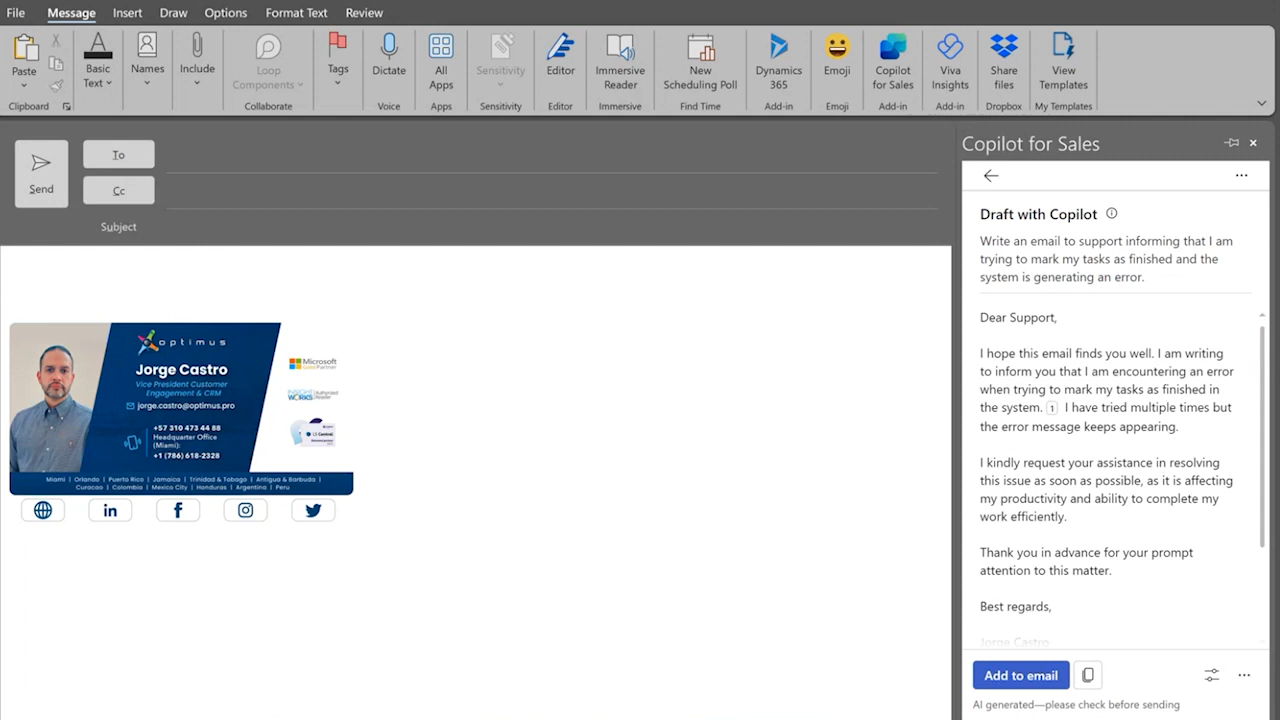 File Message Insert Draw Options Format Text Review
Paste
Basic
Text
Names
Include
Loop
Components
Tags
Dictate
All
Apps
Sensitivity
Editor
Immersive
Reader
New
Scheduling Poll
Dynamics
365
Emoji
Copilot
for Sales
Viva
Insights
Share
files
View
Templates
Clipboard Collaborate Voice Apps Sensitivity Editor Immersive Find Time Add-in Emoji Add-in Add-in Dropbox My Templates
Send
To
Cc
Subject
optimus
Jorge Castro
Vice President Customer
Engagement & CRM
jorge.castro@optimus.pro
+57 310 473 44 88
Headquarter Office
(Miami):
+1 (786) 618-2328
Microsoft
Gold Partner
INSIGHT
WORKS
Authorized
Reseller
LS Central
Miami | Orlando | Puerto Rico | Jamaica | Trinidad & Tobago | Antigua & Barbuda |
Curacao | Colombia | Mexico City | Honduras | Argentina | Peru
in
f
Copilot for Sales
Draft with Copilot
Write an email to support informing that I am
trying to mark my tasks as finished and the
system is generating an error.
Dear Support,
I hope this email finds you well. I am writing
to inform you that I am encountering an error
when trying to mark my tasks as finished in
the system. 1 I have tried multiple times but
the error message keeps appearing.
I kindly request your assistance in resolving
this issue as soon as possible, as it is affecting
my productivity and ability to complete my
work efficiently.
Thank you in advance for your prompt
attention to this matter.
Best regards,
Jorge Castro
Add to email
AI generated—please check before sending